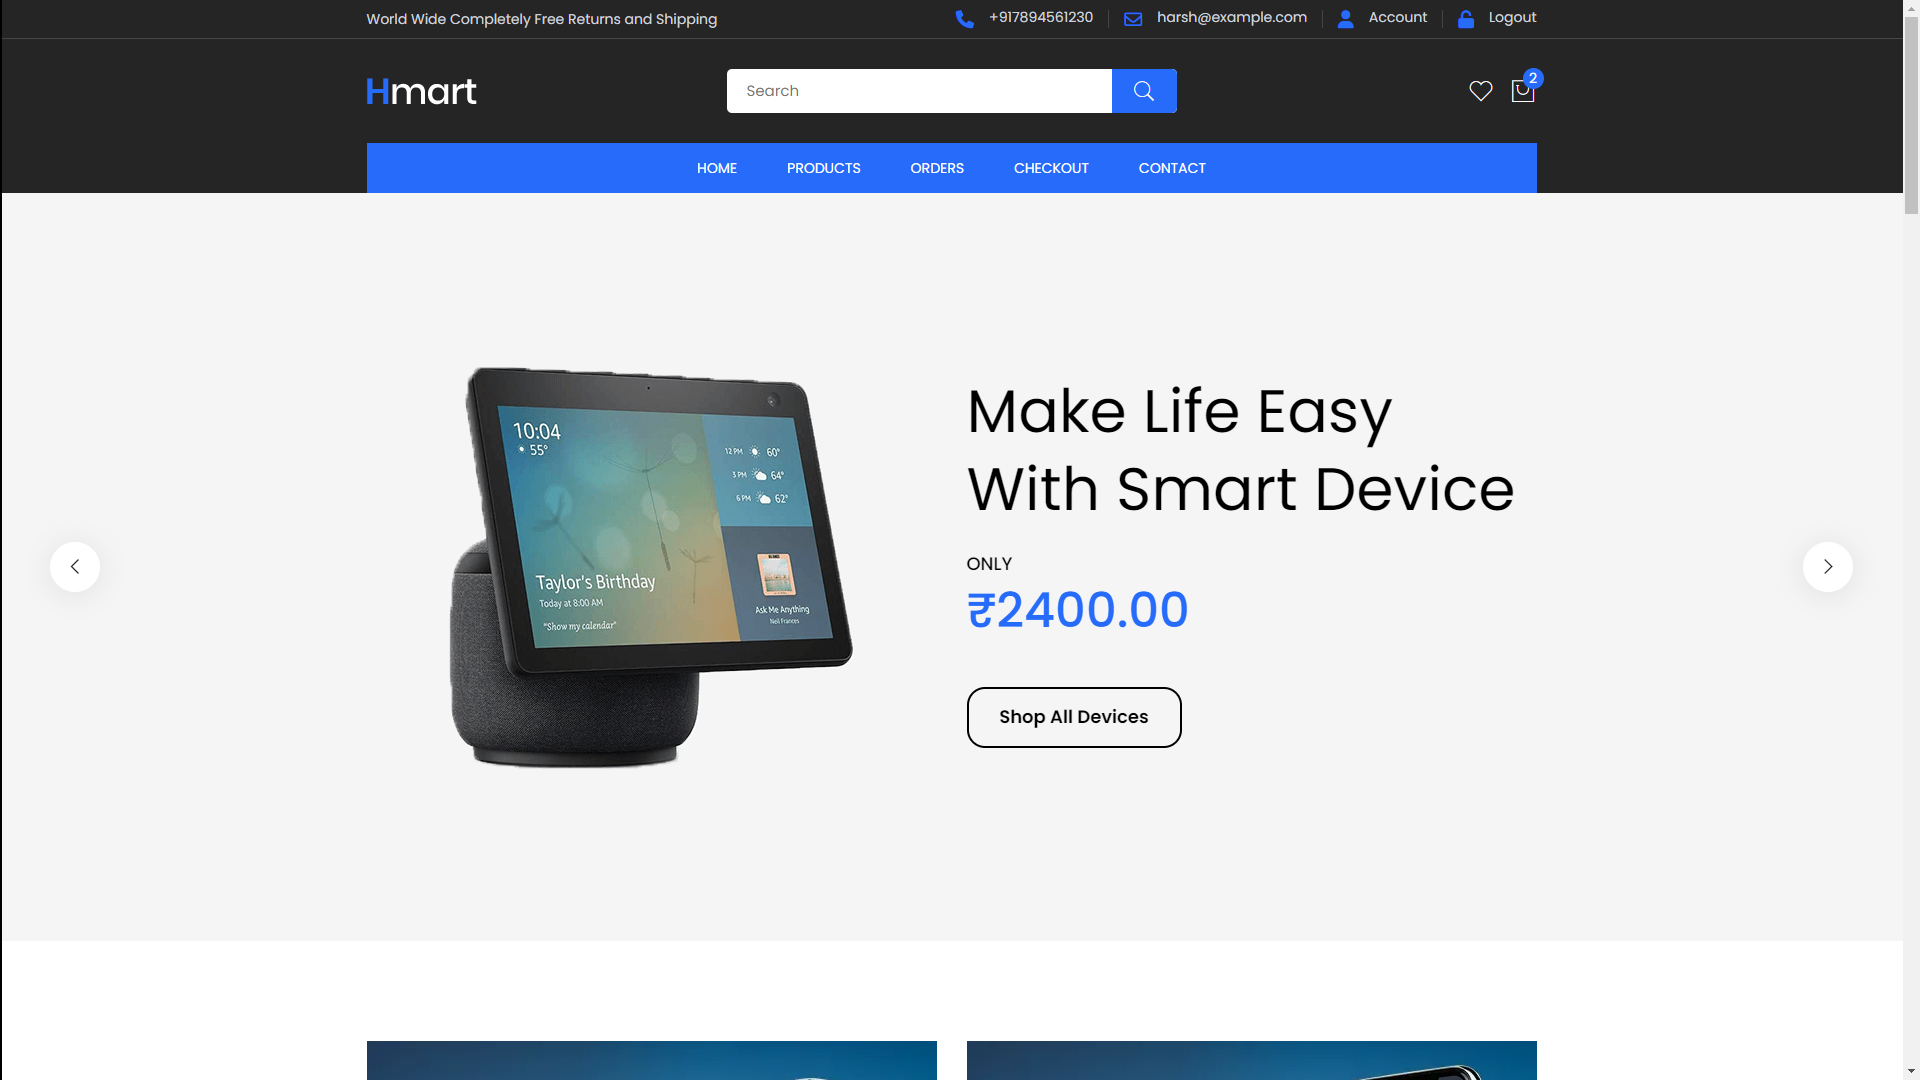 World Wide Completely Free Returns and Shipping
+917894561230
harsh@example.com
Account
Logout
Hmart
Search
2
HOME
PRODUCTS
ORDERS
CHECKOUT
CONTACT
Make Life Easy
With Smart Device
ONLY
₹2400.00
Shop All Devices
10:04
55°
12 PM 60°
3 PM 64°
6 PM 62°
Taylor's Birthday
Today at 8:00 AM
"Show my calendar"
Ask Me Anything
Neil Frances